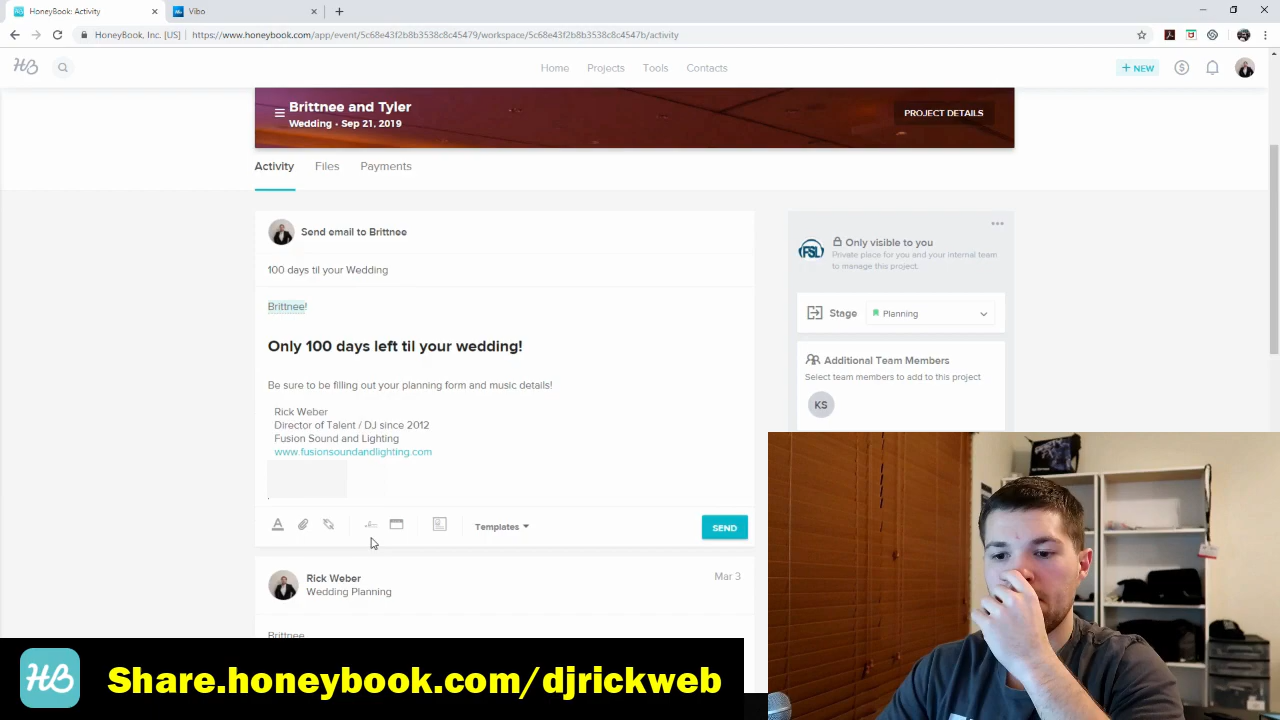 HoneyBook: Activity
Vibo
HoneyBook, Inc. [US] | https://www.honeybook.com/app/event/5c68e43f2b8b3538c8c45479/workspace/5c68e43f2b8b3538c8c4547b/activity
HB
Home
Projects
Tools
Contacts
+ NEW
Brittnee and Tyler
Wedding - Sep 21, 2019
PROJECT DETAILS
Activity
Files
Payments
Send email to Brittnee
100 days til your Wedding
Brittnee!
Only 100 days left til your wedding!
Be sure to be filling out your planning form and music details!
Rick Weber
Director of Talent / DJ since 2012
Fusion Sound and Lighting
www.fusionsoundandlighting.com
.
Templates
SEND
Rick Weber
Mar 3
Wedding Planning
Brittnee
FSL
Only visible to you
Private place for you and your internal team
to manage this project.
Stage
Planning
Additional Team Members
Select team members to add to this project
KS
HB
Share.honeybook.com/djrickweb